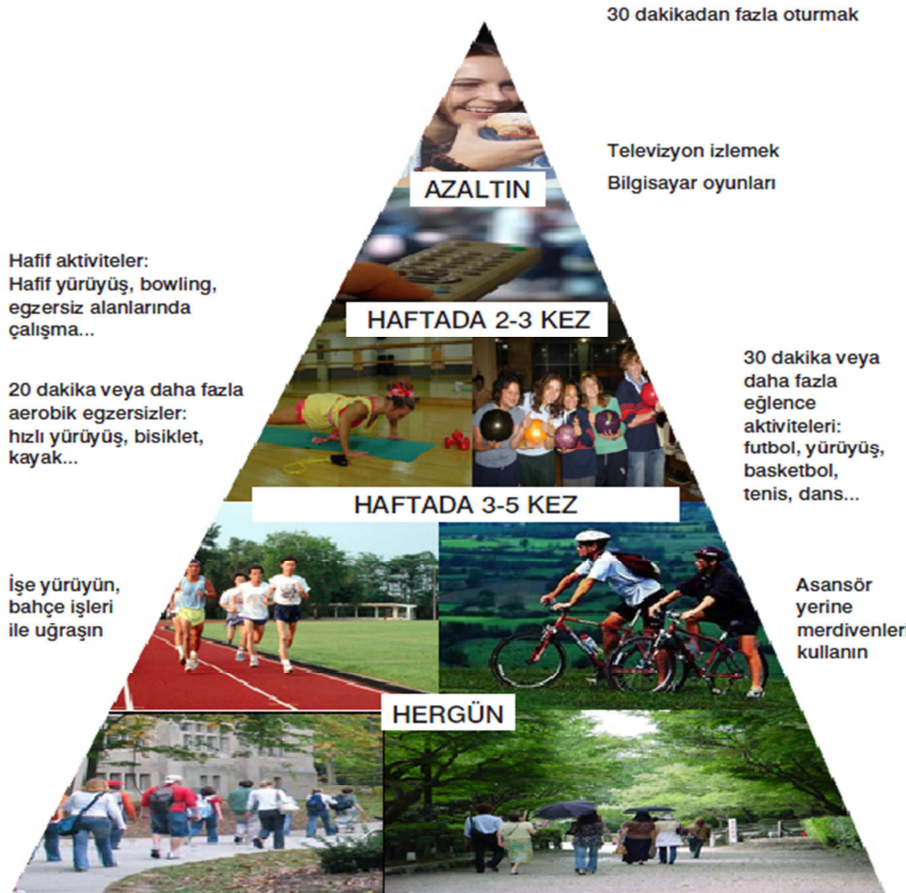 30 dakikadan fazla oturmak
Televizyon izlemek
Bilgisayar oyunları
AZALTIN
Hafif aktiviteler:
Hafif yürüyüş, bowling,
egzersiz alanlarında
çalışma...
HAFTADA 2-3 KEZ
20 dakika veya daha fazla
aerobik egzersizler:
hızlı yürüyüş, bisiklet,
kayak...
30 dakika veya
daha fazla
eğlence
aktiviteleri:
futbol, yürüyüş,
basketbol,
tenis, dans...
HAFTADA 3-5 KEZ
İşe yürüyün,
bahçe işleri
ile uğraşın
Asansör
yerine
merdivenleri
kullanın
HERGÜN